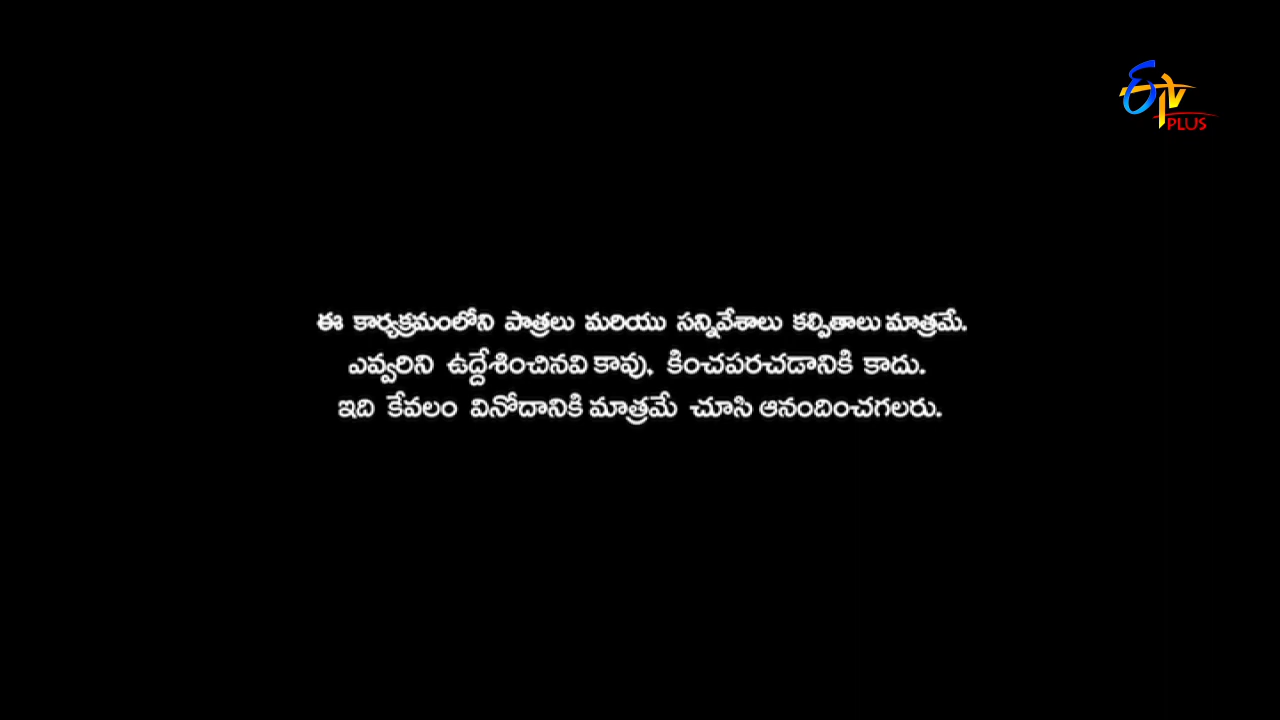 ETV
PLUS
ఈ కార్యక్రమంలోని పాత్రలు మరియు సన్నివేశాలు కల్పితాలు మాత్రమే.
ఎవ్వరిని ఉద్దేశించినవి కావు, కించపరచడానికి కాదు.
ఇది కేవలం వినోదానికి మాత్రమే చూసి ఆనందించగలరు.